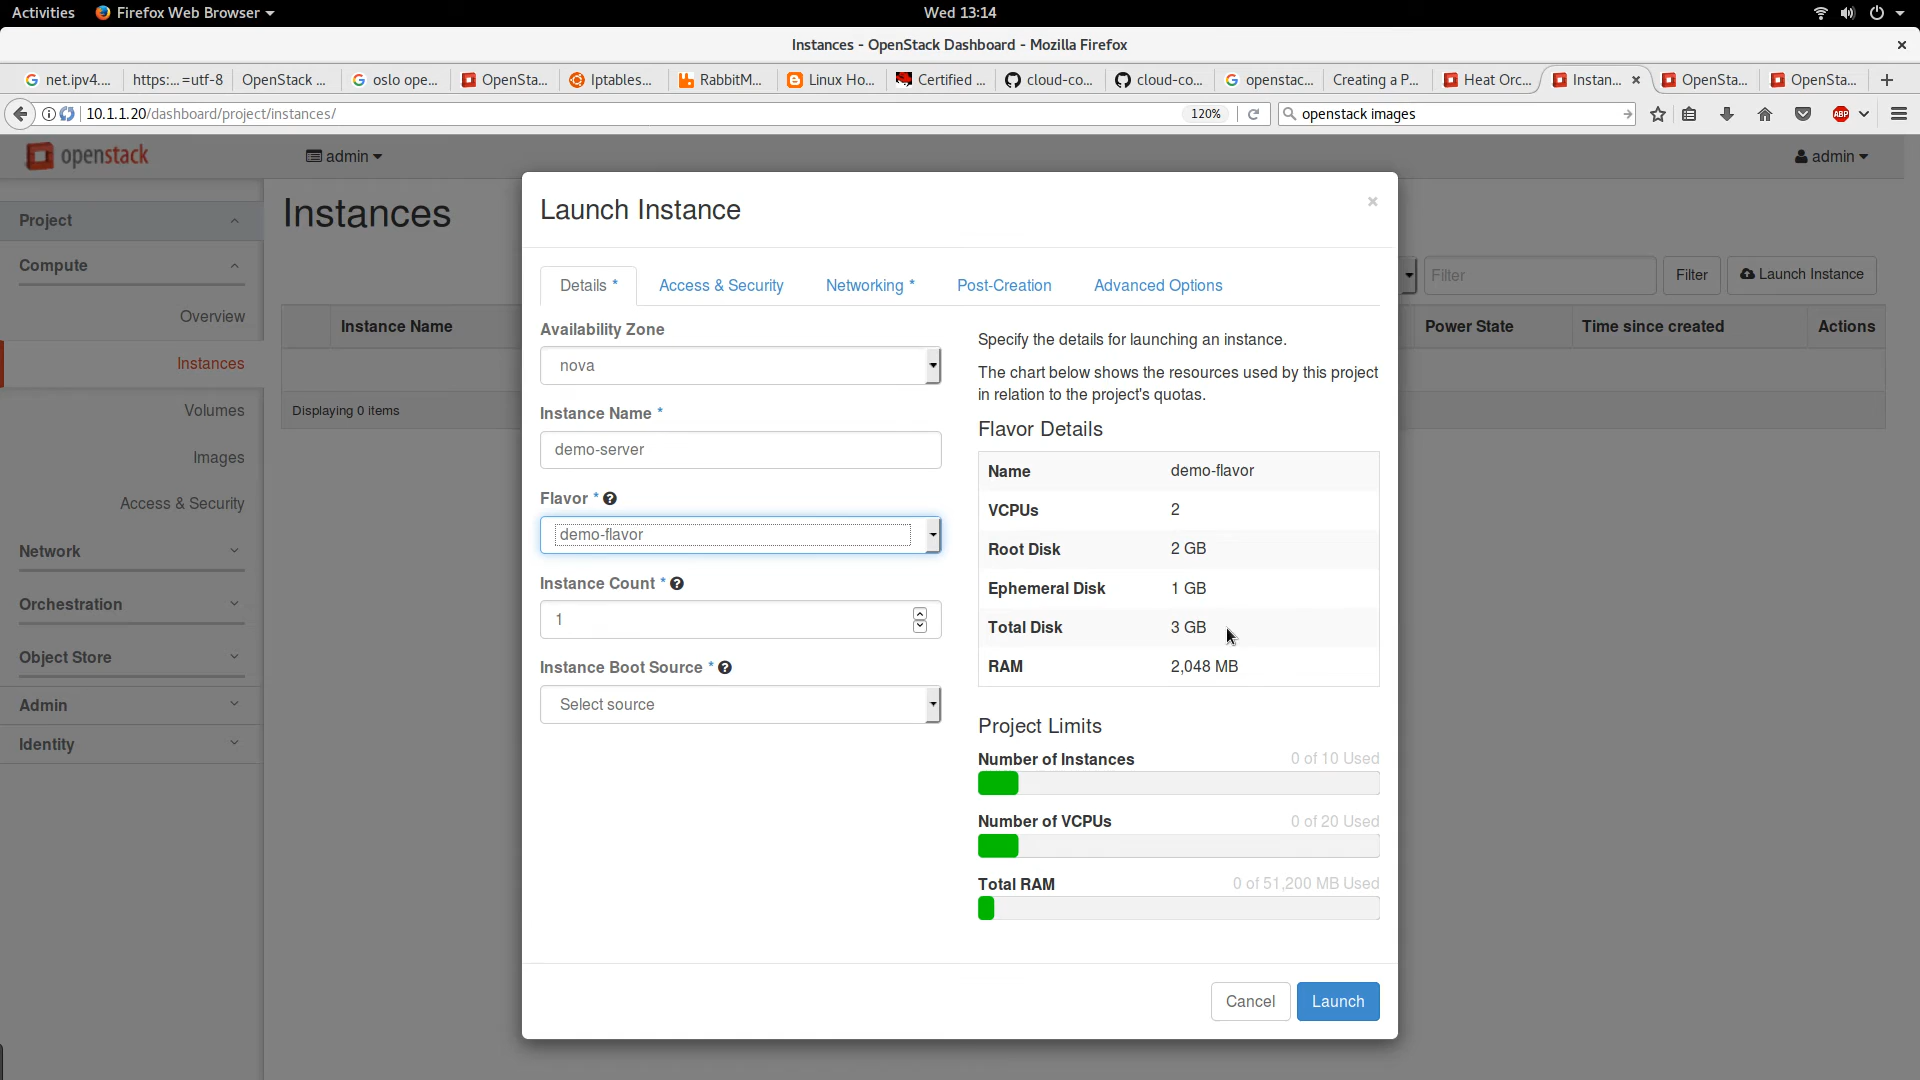 Activities Firefox Web Browser Wed 13:14
Instances - OpenStack Dashboard - Mozilla Firefox
net.ipv4.... https:...=utf-8 OpenStack ... oslo ope... OpenSta... Iptables... RabbitM... Linux Ho... Certified ... cloud-co... cloud-co... openstac... Creating a P... Heat Orc... Instan... OpenSta... OpenSta...
10.1.1.20/dashboard/project/instances/ 120% openstack images ABP
openstack admin admin
Project
Compute
Overview
Instances
Volumes
Images
Access & Security
Network
Orchestration
Object Store
Admin
Identity
Instances
Filter Filter Launch Instance
Instance Name Power State Time since created Actions
Displaying 0 items
Launch Instance ×
Details * Access & Security Networking * Post-Creation Advanced Options
Availability Zone
nova
Instance Name *
demo-server
Flavor * ?
demo-flavor
Instance Count * ?
1
Instance Boot Source * ?
Select source
Specify the details for launching an instance.
The chart below shows the resources used by this project
in relation to the project's quotas.
Flavor Details
Name demo-flavor
VCPUs 2
Root Disk 2 GB
Ephemeral Disk 1 GB
Total Disk 3 GB
RAM 2,048 MB
Project Limits
Number of Instances 0 of 10 Used
Number of VCPUs 0 of 20 Used
Total RAM 0 of 51,200 MB Used
Cancel Launch